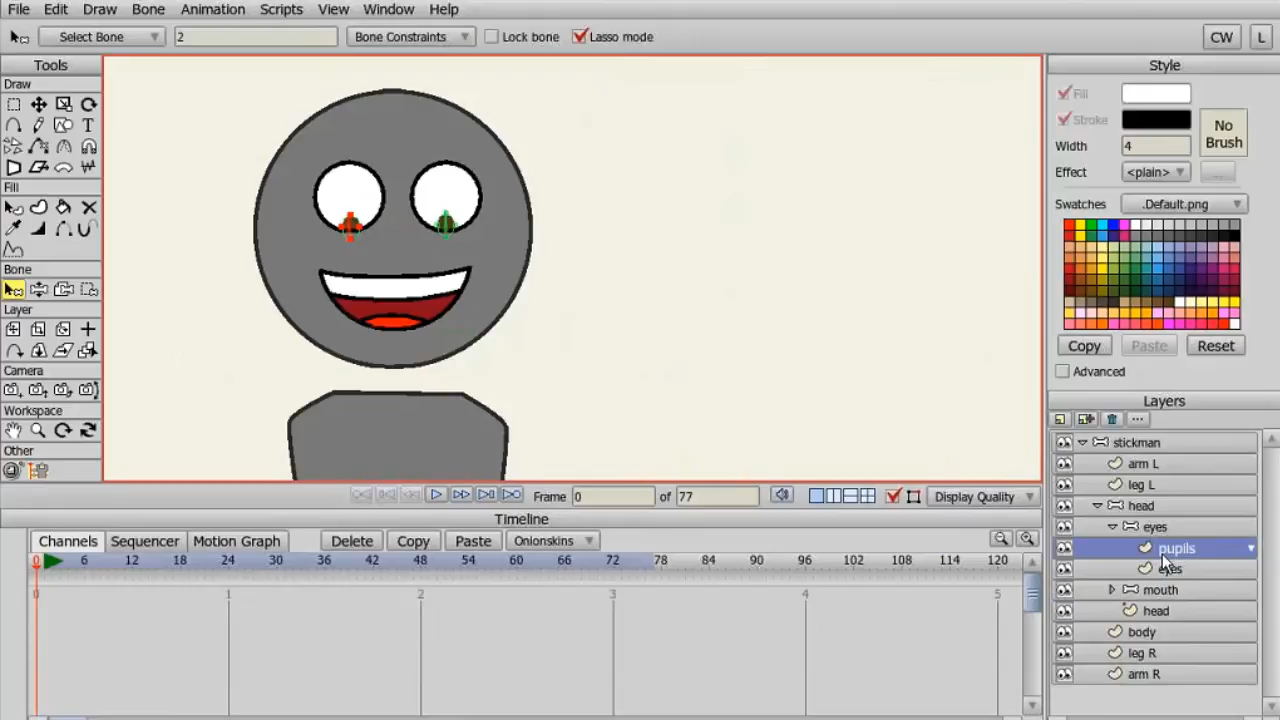 File Edit Draw Bone Animation Scripts View Window Help
Select Bone 2 Bone Constraints Lock bone Lasso mode CW L
Tools
Draw
T
Fill
Bone
Layer
Camera
Workspace
Other
Style
Fill
Stroke
No Brush
Width 4
Effect <plain> ...
Swatches .Default.png
Copy Paste Reset
Advanced
Layers
...
stickman
arm L
leg L
head
eyes
pupils
eyes
mouth
head
body
leg R
arm R
Frame 0 of 77 Display Quality
Timeline
Channels Sequencer Motion Graph Delete Copy Paste Onionskins
0 6 12 18 24 30 36 42 48 54 60 66 72 78 84 90 96 102 108 114 120
0 1 2 3 4 5